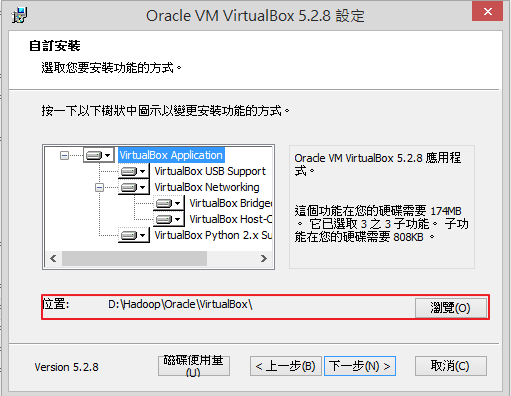 Oracle VM VirtualBox 5.2.8 設定
自訂安裝
選取您要安裝功能的方式。
按一下以下樹狀中圖示以變更安裝功能的方式。
VirtualBox Application
VirtualBox USB Support
VirtualBox Networking
VirtualBox Bridge
VirtualBox Host-O
VirtualBox Python 2.x Su
Oracle VM VirtualBox 5.2.8 應用程
式。
這個功能在您的硬碟需要 174MB
。 它已選取 3 之 3 子功能。 子功
能在您的硬碟需要 808KB 。
位置: D:\Hadoop\Oracle\VirtualBox\
瀏覽(O)
Version 5.2.8
磁碟使用量
(U)
< 上一步(B)
下一步(N) >
取消(C)